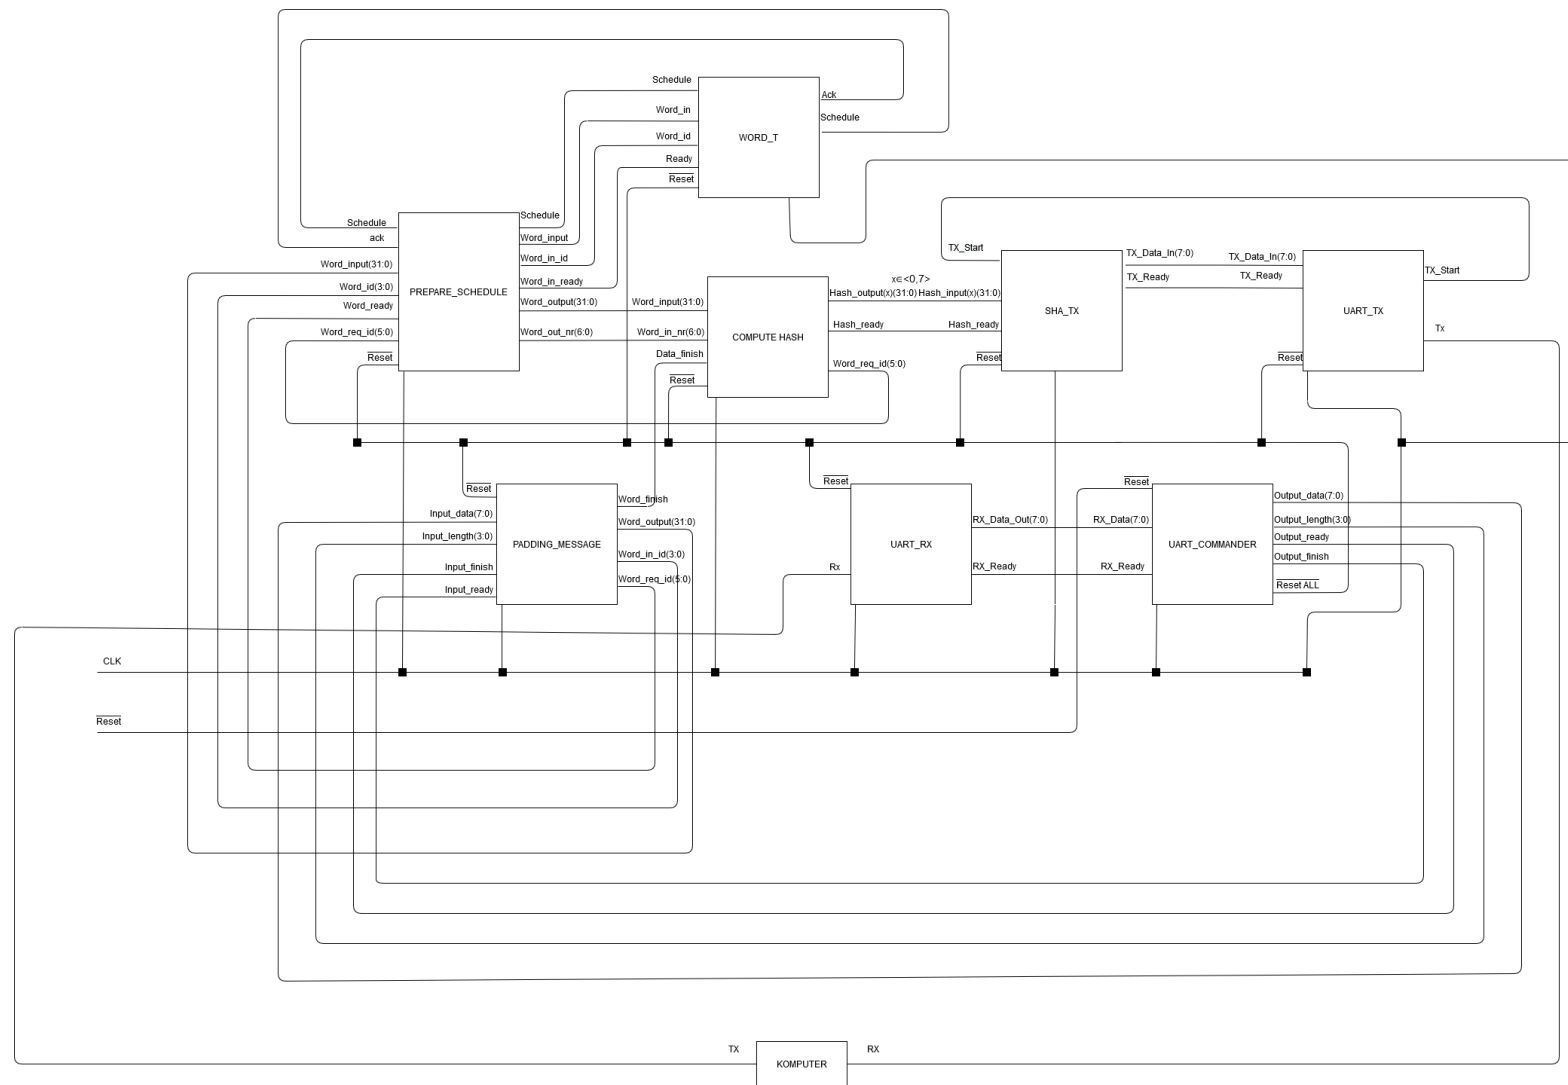 Schedule
Ack
Word_in
Schedule
Word_id
WORD_T
Ready
Reset
Schedule
Schedule
ack
Word_input
TX_Start
TX_Data_In(7:0)
TX_Data_In(7:0)
Word_input(31:0)
Word_in_id
TX_Start
x∈<0,7>
TX_Ready
TX_Ready
Word_id(3:0)
Word_in_ready
PREPARE_SCHEDULE
Hash_output(x)(31:0)
Hash_input(x)(31:0)
Word_ready
Word_output(31:0)
Word_input(31:0)
SHA_TX
UART_TX
Word_req_id(5:0)
Word_out_nr(6:0)
Word_in_nr(6:0)
COMPUTE HASH
Hash_ready
Hash_ready
Tx
Reset
Data_finish
Word_req_id(5:0)
Reset
Reset
Reset
Reset
Reset
Reset
Input_data(7:0)
Word_finish
Output_data(7:0)
Word_output(31:0)
RX_Data_Out(7:0)
RX_Data(7:0)
Output_length(3:0)
Input_length(3:0)
PADDING_MESSAGE
UART_RX
UART_COMMANDER
Output_ready
Word_in_id(3:0)
Output_finish
Input_finish
Word_req_id(5:0)
Rx
RX_Ready
RX_Ready
Input_ready
Reset ALL
CLK
Reset
TX
RX
KOMPUTER